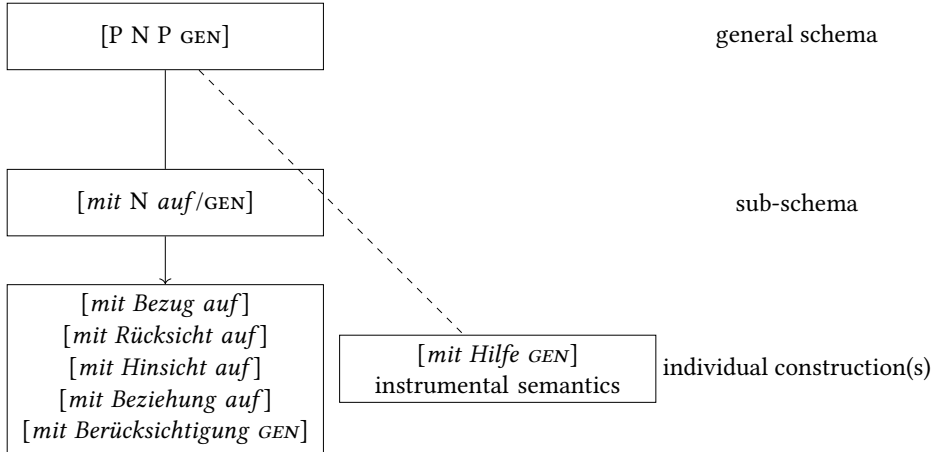 [P N P GEN]
general schema
[mit N auf/GEN]
sub-schema
[mit Bezug auf]
[mit Rücksicht auf]
[mit Hinsicht auf]
[mit Beziehung auf]
[mit Berücksichtigung GEN]
[mit Hilfe GEN]
instrumental semantics
individual construction(s)